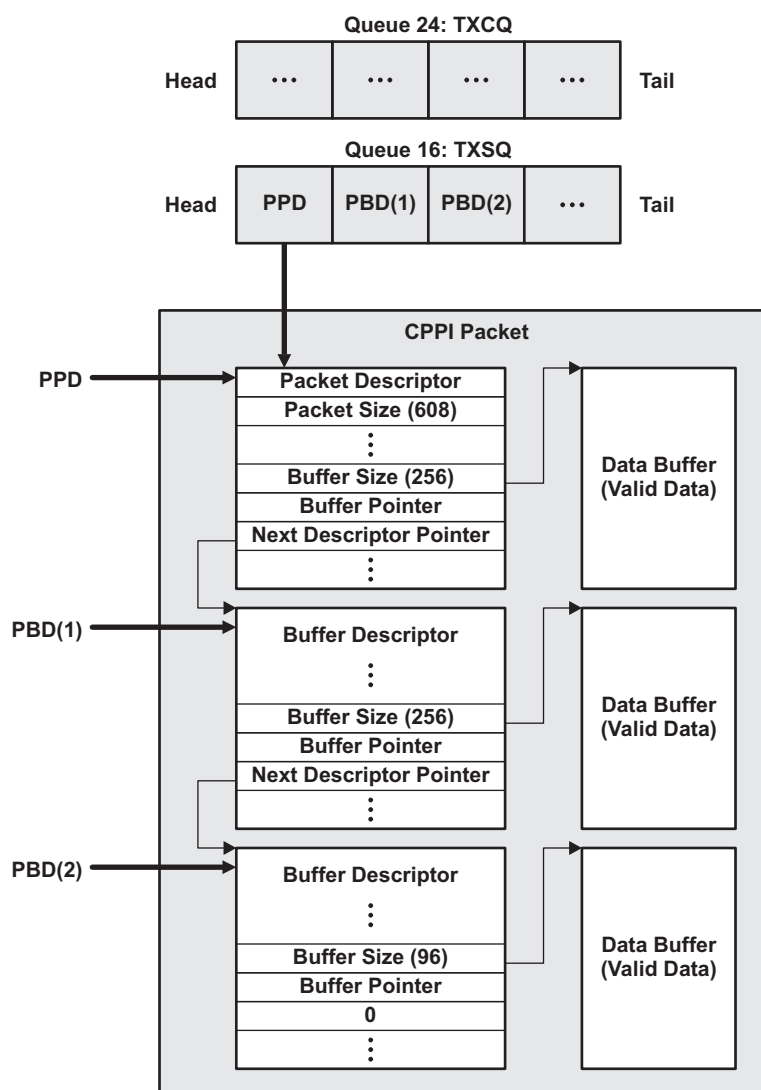 Queue 24: TXCQ
Head ... ... ... ... Tail
Queue 16: TXSQ
Head PPD PBD(1) PBD(2) ... Tail
CPPI Packet
PPD
Packet Descriptor
Packet Size (608)
Buffer Size (256)
Buffer Pointer
Next Descriptor Pointer
Data Buffer
(Valid Data)
PBD(1)
Buffer Descriptor
Buffer Size (256)
Buffer Pointer
Next Descriptor Pointer
Data Buffer
(Valid Data)
PBD(2)
Buffer Descriptor
Buffer Size (96)
Buffer Pointer
0
Data Buffer
(Valid Data)